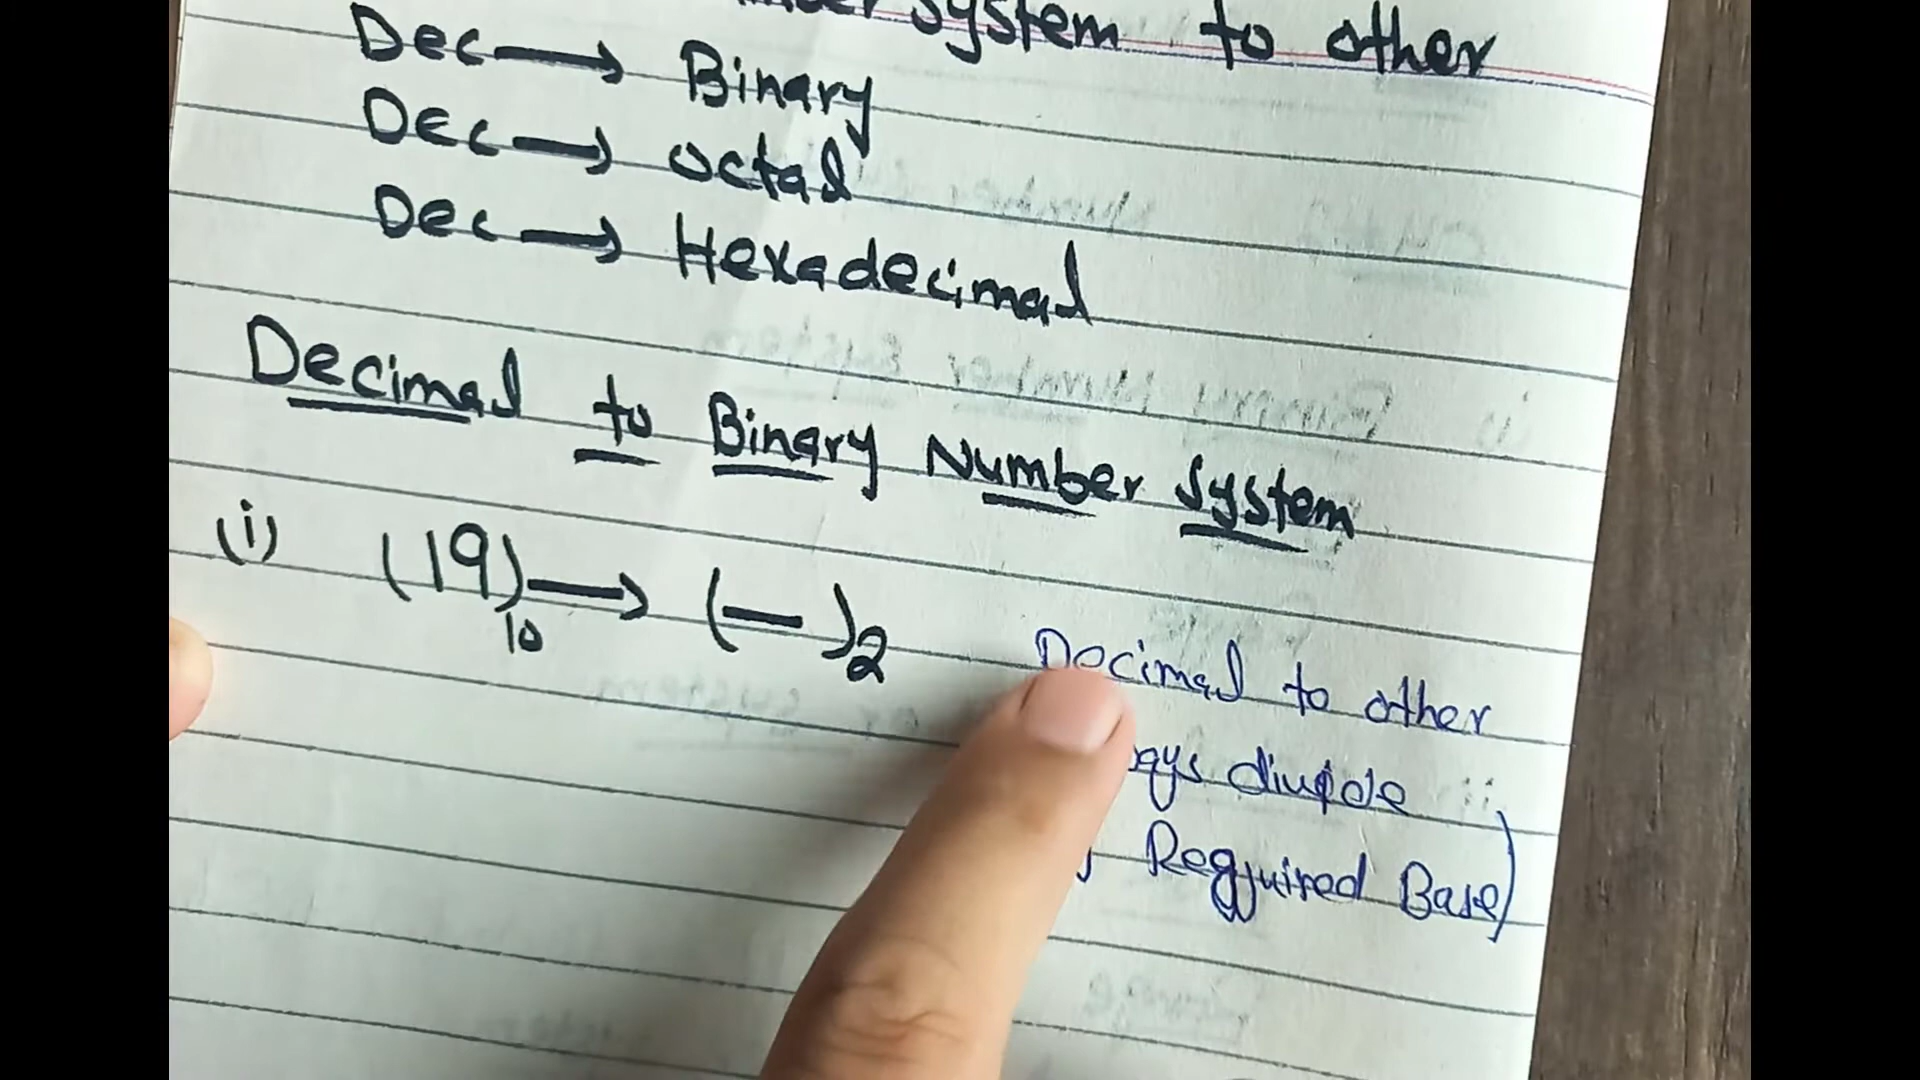 system to other
Dec → Binary
Dec → octal
Dec → Hexadecimal
Decimal to Binary Number System
(i) (19)10 → (—)2
Decimal to other
divide
Regjuired Base)